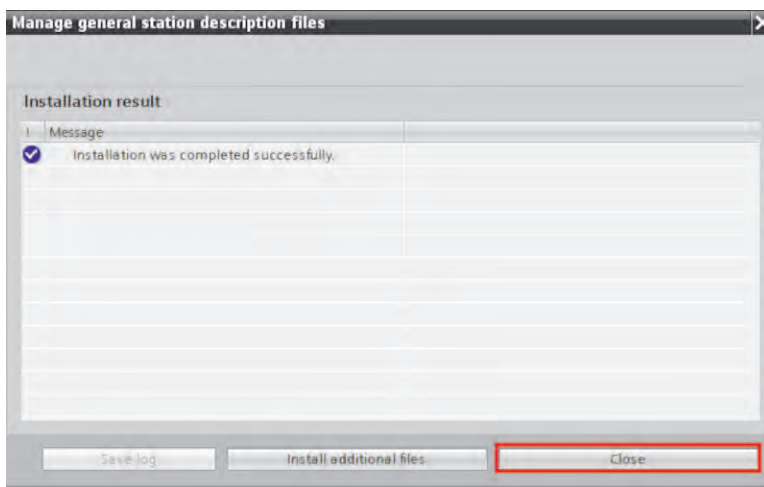 Manage general station description files
Installation result
! Message
Installation was completed successfully.
Save log
Install additional files
Close